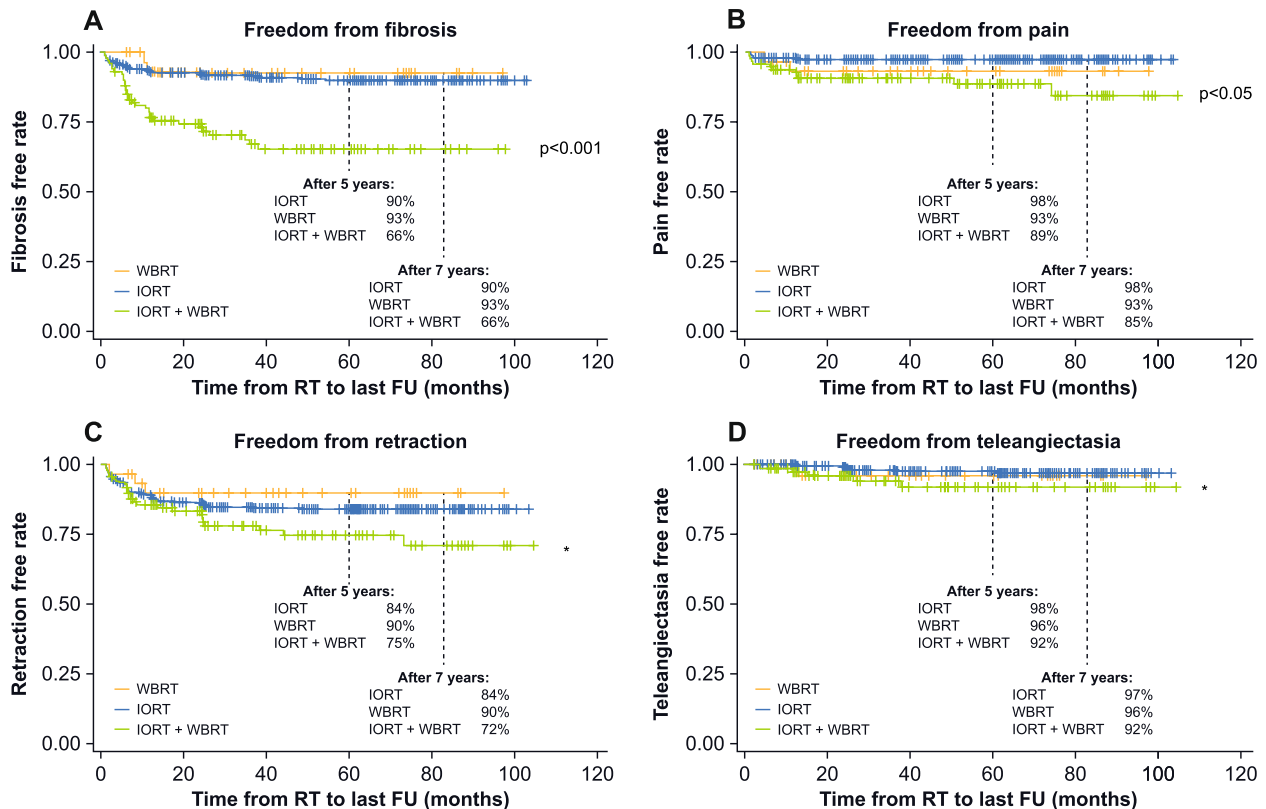 A
Freedom from fibrosis
1.00
0.75
0.50
0.25
0.00
Fibrosis free rate
p<0.001
After 5 years:
IORT 90%
WBRT 93%
IORT + WBRT 66%
After 7 years:
IORT 90%
WBRT 93%
IORT + WBRT 66%
WBRT
IORT
IORT + WBRT
0 20 40 60 80 100 120
Time from RT to last FU (months)
B
Freedom from pain
1.00
0.75
0.50
0.25
0.00
Pain free rate
p<0.05
After 5 years:
IORT 98%
WBRT 93%
IORT + WBRT 89%
After 7 years:
IORT 98%
WBRT 93%
IORT + WBRT 85%
WBRT
IORT
IORT + WBRT
0 20 40 60 80 100 120
Time from RT to last FU (months)
C
Freedom from retraction
1.00
0.75
0.50
0.25
0.00
Retraction free rate
*
After 5 years:
IORT 84%
WBRT 90%
IORT + WBRT 75%
After 7 years:
IORT 84%
WBRT 90%
IORT + WBRT 72%
WBRT
IORT
IORT + WBRT
0 20 40 60 80 100 120
Time from RT to last FU (months)
D
Freedom from teleangiectasia
1.00
0.75
0.50
0.25
0.00
Teleangiectasia free rate
*
After 5 years:
IORT 98%
WBRT 96%
IORT + WBRT 92%
After 7 years:
IORT 97%
WBRT 96%
IORT + WBRT 92%
WBRT
IORT
IORT + WBRT
0 20 40 60 80 100 120
Time from RT to last FU (months)